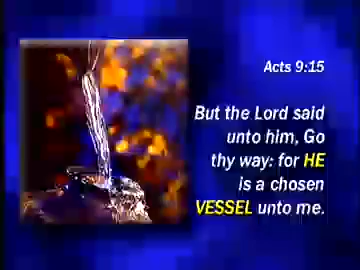 Acts 9:15
But the Lord said
unto him, Go
thy way: for HE
is a chosen
VESSEL unto me.